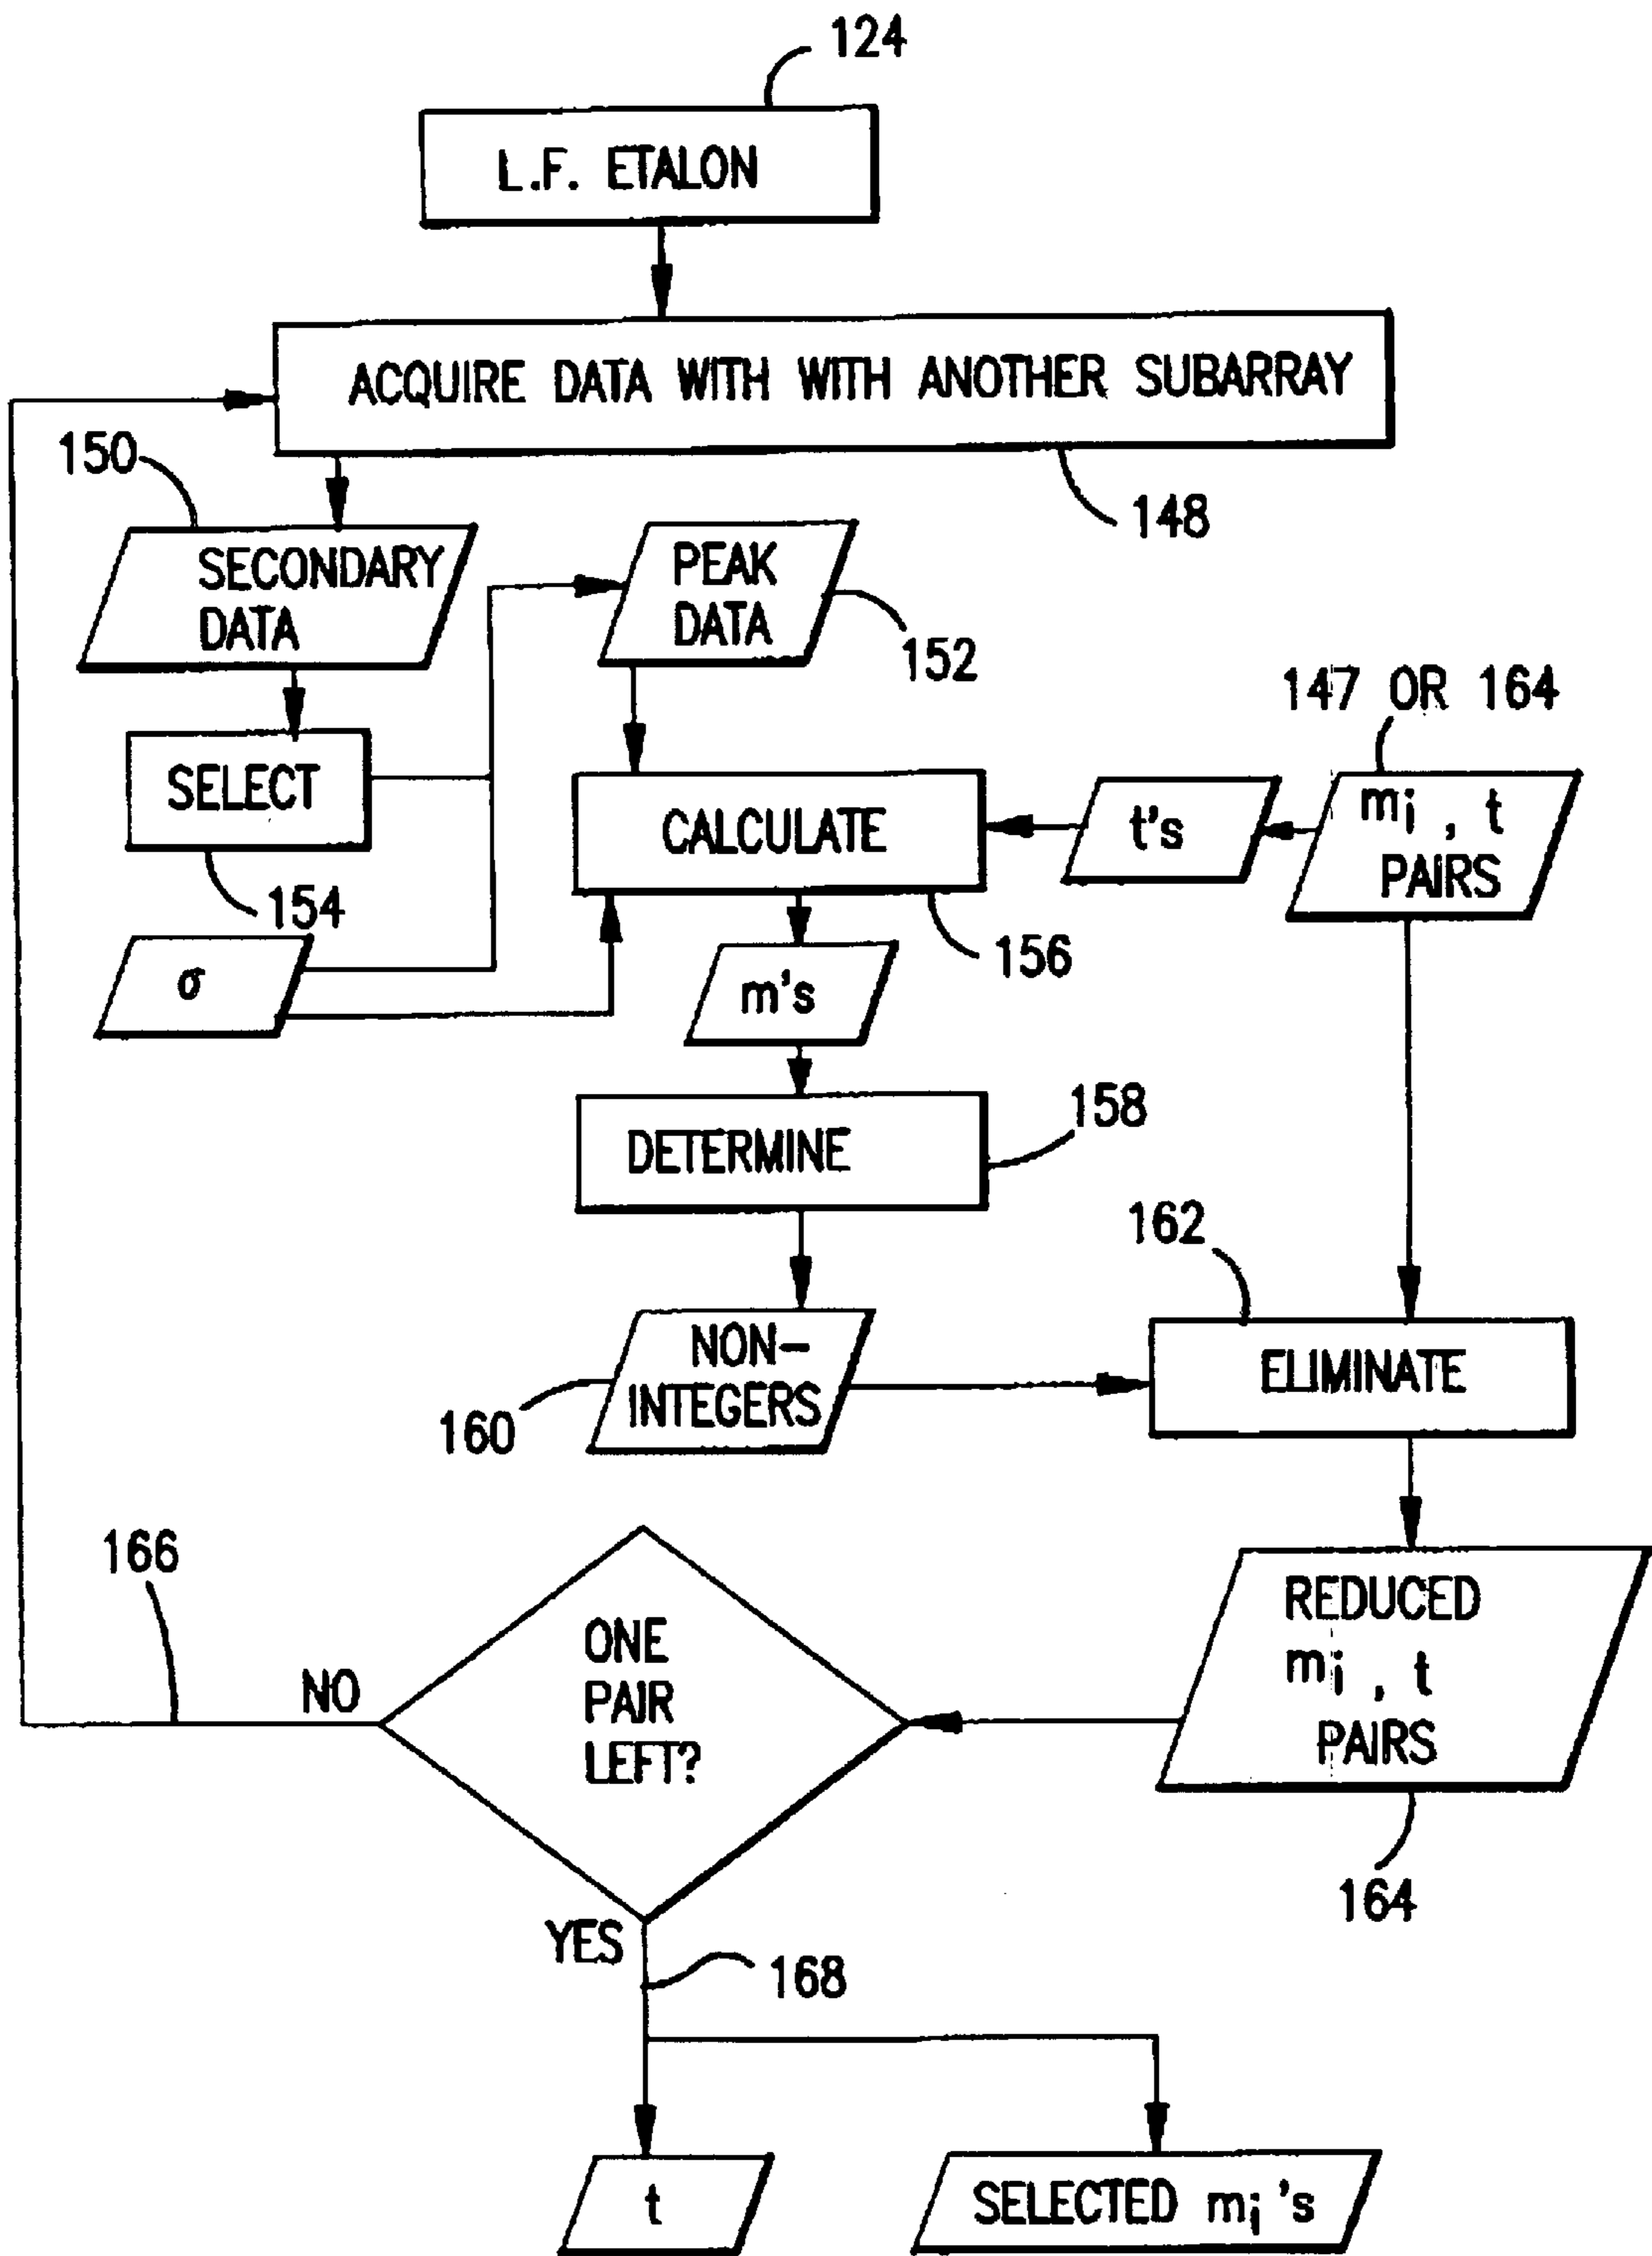 124
L.F. ETALON
ACQUIRE DATA WITH WITH ANOTHER SUBARRAY
150
148
SECONDARY
DATA
PEAK
DATA
152
147 OR 164
SELECT
CALCULATE
t's
mi , t
PAIRS
154
156
σ
m's
158
DETERMINE
162
NON-
INTEGERS
ELIMINATE
160
166
NO
ONE
PAIR
LEFT?
REDUCED
mi , t
PAIRS
164
YES
168
t
SELECTED mi 's